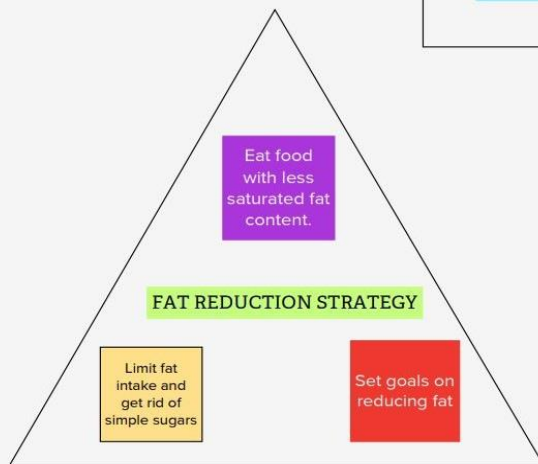 Eat food
with less
saturated fat
content.
FAT REDUCTION STRATEGY
Limit fat
intake and
get rid of
simple sugars
Set goals on
reducing fat